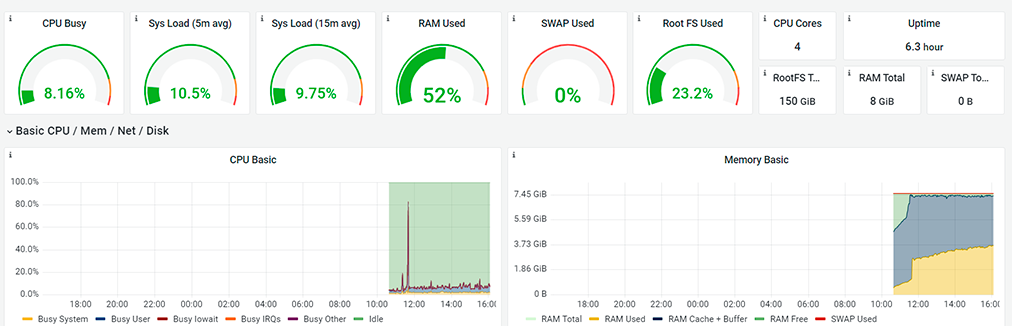 CPU Busy
8.16%
Sys Load (5m avg)
10.5%
Sys Load (15m avg)
9.75%
RAM Used
52%
SWAP Used
0%
Root FS Used
23.2%
CPU Cores
4
Uptime
6.3 hour
RootFS T...
150 GiB
RAM Total
8 GiB
SWAP To...
0 B
Basic CPU / Mem / Net / Disk
CPU Basic
100.0%
80.0%
60.0%
40.0%
20.0%
0.0%
18:00 20:00 22:00 00:00 02:00 04:00 06:00 08:00 10:00 12:00 14:00 16:00
Busy System Busy User Busy Iowait Busy IRQs Busy Other Idle
Memory Basic
7.45 GiB
5.59 GiB
3.73 GiB
1.86 GiB
0 B
18:00 20:00 22:00 00:00 02:00 04:00 06:00 08:00 10:00 12:00 14:00 16:00
RAM Total RAM Used RAM Cache + Buffer RAM Free SWAP Used